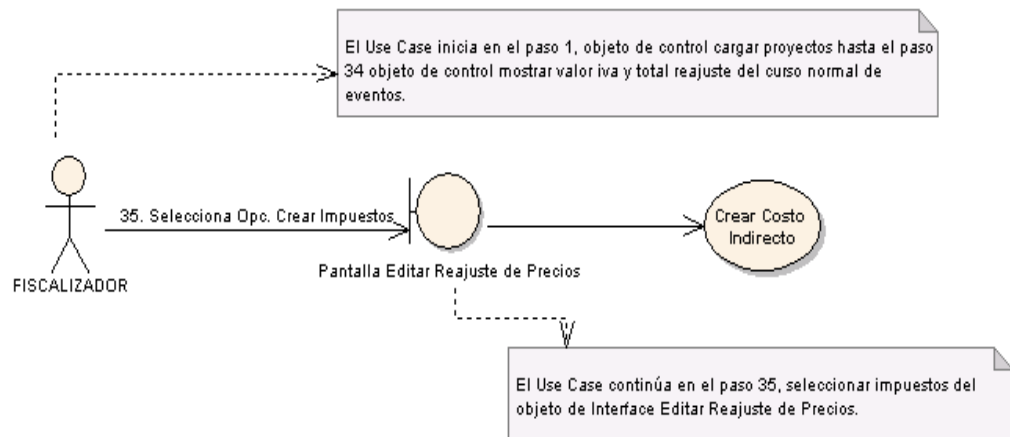 El Use Case inicia en el paso 1, objeto de control cargar proyectos hasta el paso
34 objeto de control mostrar valor iva y total reajuste del curso normal de
eventos.
35. Selecciona Opc. Crear Impuestos
Crear Costo
Indirecto
Pantalla Editar Reajuste de Precios
FISCALIZADOR
El Use Case continúa en el paso 35, seleccionar impuestos del
objeto de Interface Editar Reajuste de Precios.